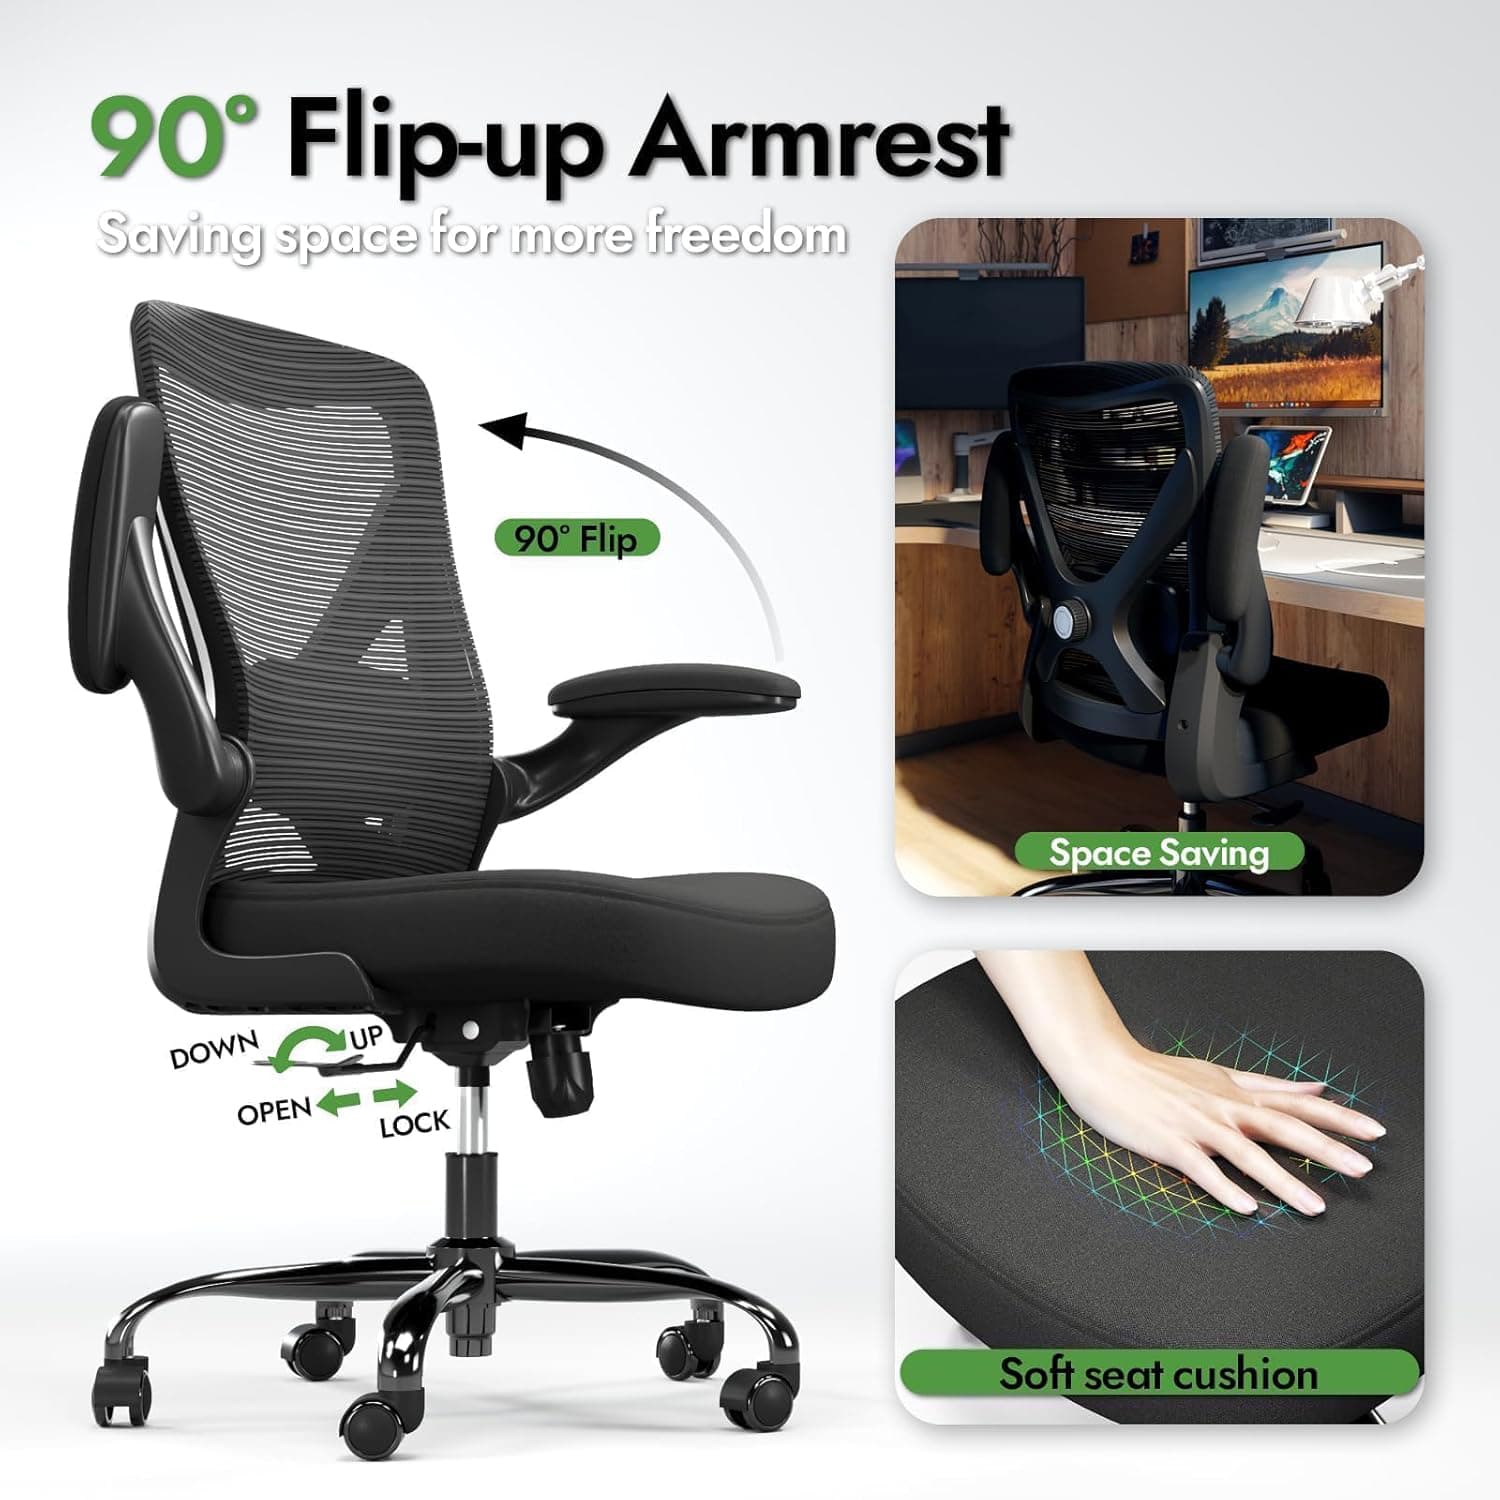 90° Flip-up Armrest
Saving space for more freedom
90° Flip
Space Saving
DOWN
UP
OPEN
LOCK
Soft seat cushion